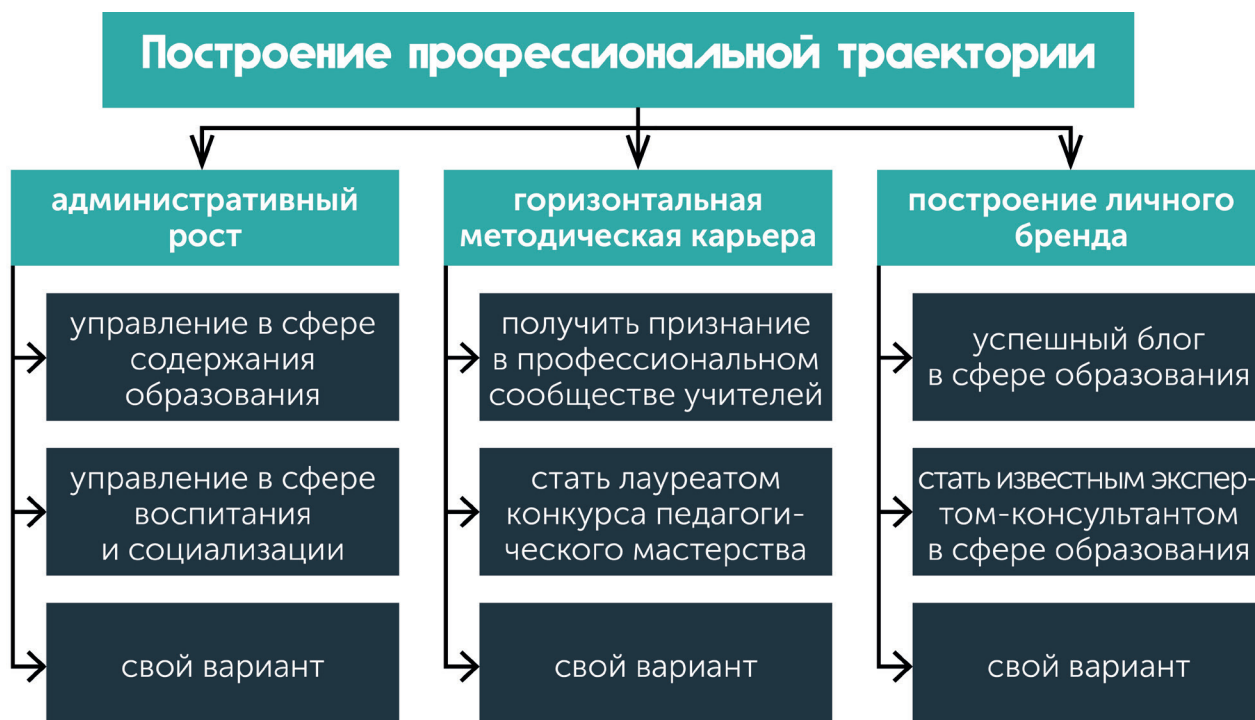 Построение профессиональной траектории
административный
рост
управление в сфере
содержания
образования
управление в сфере
воспитания
и социализации
свой вариант
горизонтальная
методическая карьера
получить признание
в профессиональном
сообществе учителей
стать лауреатом
конкурса педагоги-
ческого мастерства
свой вариант
построение личного
бренда
успешный блог
в сфере образования
стать известным экспер-
том-консультантом
в сфере образования
свой вариант